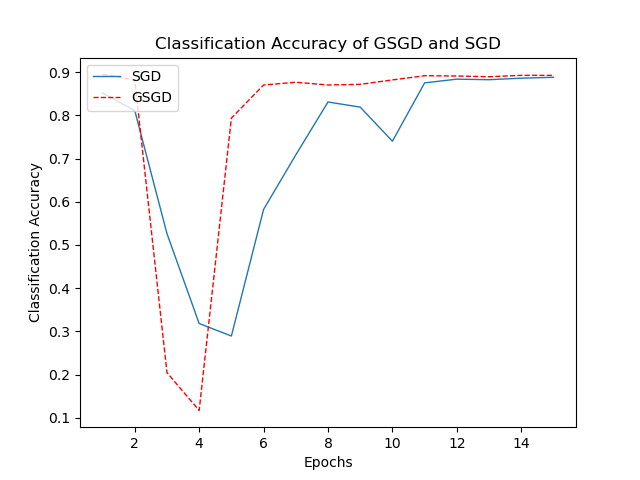 Classification Accuracy of GSGD and SGD
SGD
GSGD
0.9
0.8
0.7
0.6
0.5
0.4
0.3
0.2
0.1
Classification Accuracy
2 4 6 8 10 12 14
Epochs